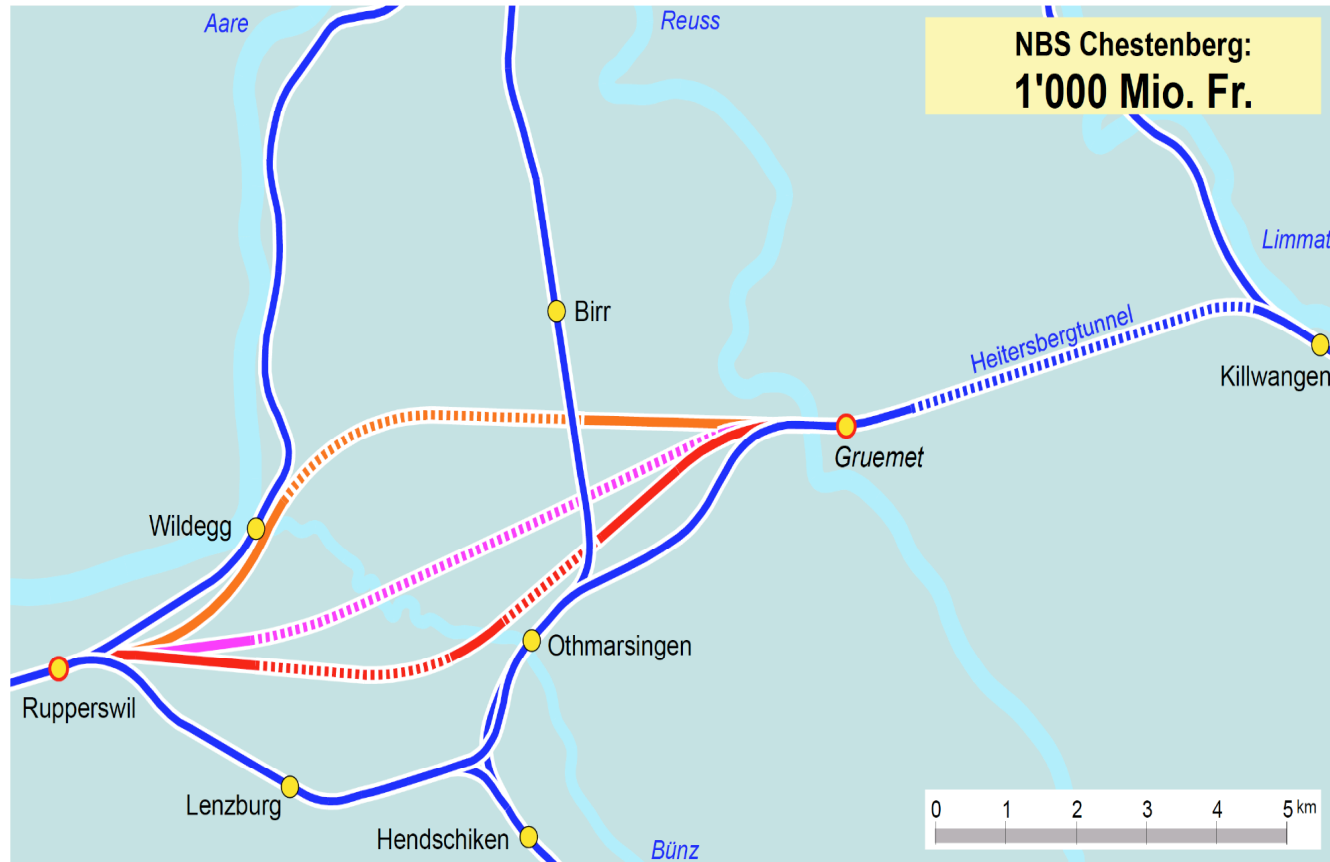 Aare
Reuss
NBS Chestenberg:
1'000 Mio. Fr.
Limmat
Birr
Heitersbergtunnel
Killwangen
Gruemet
Wildegg
Othmarsingen
Rupperswil
Lenzburg
Hendschiken
Bünz
0 1 2 3 4 5 km